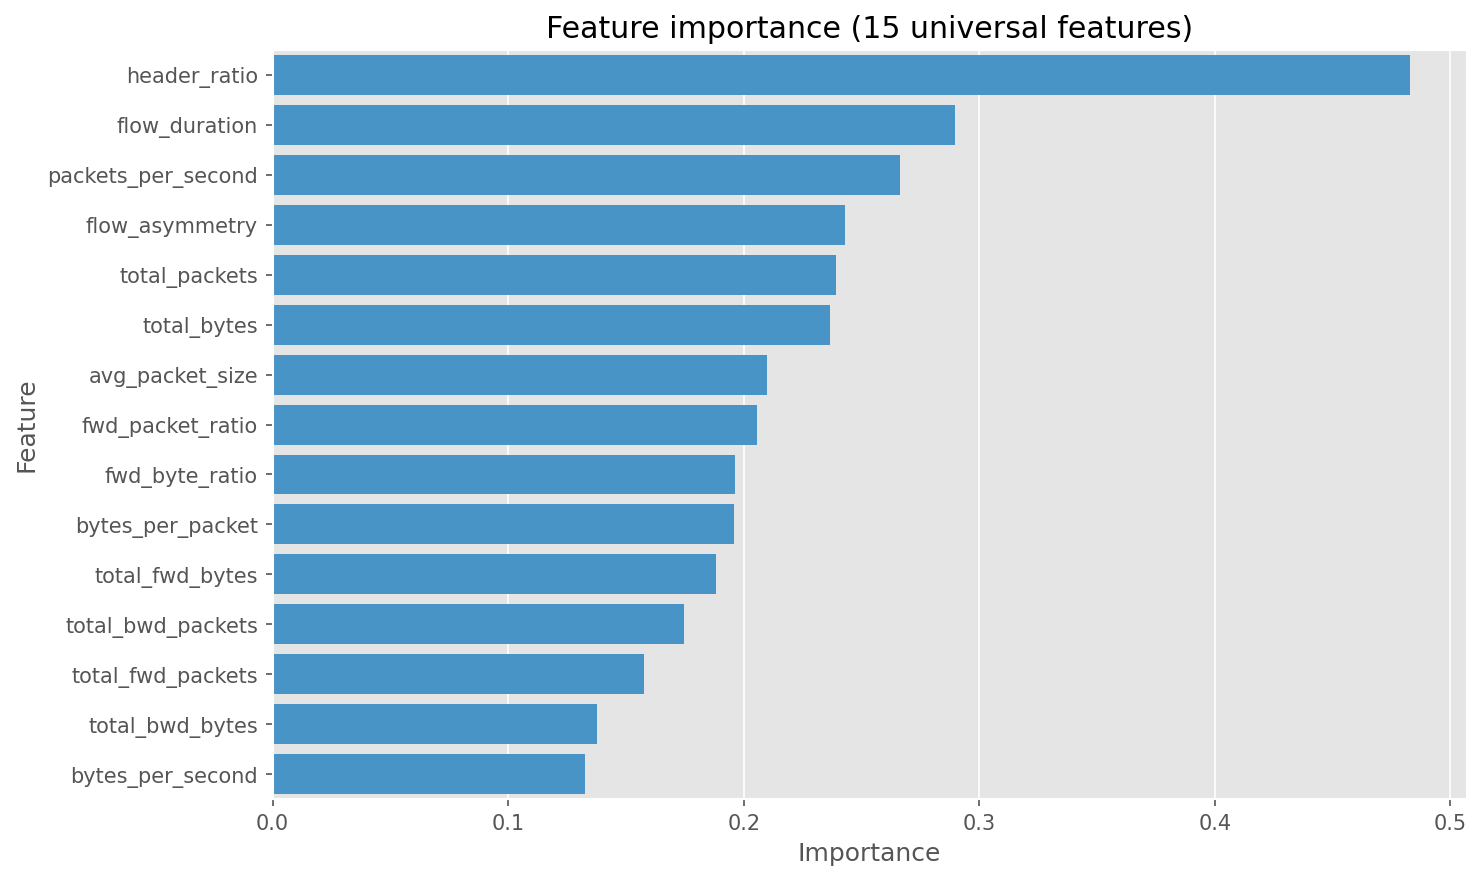 Feature importance (15 universal features)
header_ratio
flow_duration
packets_per_second
flow_asymmetry
total_packets
total_bytes
avg_packet_size
fwd_packet_ratio
fwd_byte_ratio
bytes_per_packet
total_fwd_bytes
total_bwd_packets
total_fwd_packets
total_bwd_bytes
bytes_per_second
Feature
0.0 0.1 0.2 0.3 0.4 0.5
Importance